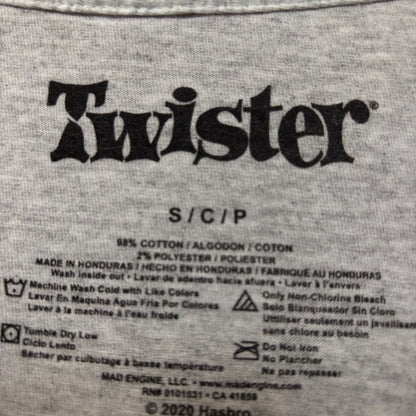 Twister®
S / C / P
98% COTTON / ALGODON / COTON
2% POLYESTER / POLIESTER
MADE IN HONDURAS / HECHO EN HONDURAS / FABRIQUÉ AU HONDURAS
Wash inside out • Lavar de adentro hacia afuera • Laver à l'envers
Machine Wash Cold with Like Colors
Lavar En Maquina Agua Fria Por Colores
Laver à la machine à l'eau froide
Only Non-Chlorine Bleach
Solo Blanqueador Sin Cloro
Utiliser seulement un javellisant
sans chlore au besoin
Tumble Dry Low
Ciclo Lento
Sécher par culbutage à basse température
Do Not Iron
No Planchar
Ne pas repasser
MAD ENGINE, LLC. • www.madengine.com
RN# 0101531 • CA 41859
© 2020 Hasbro